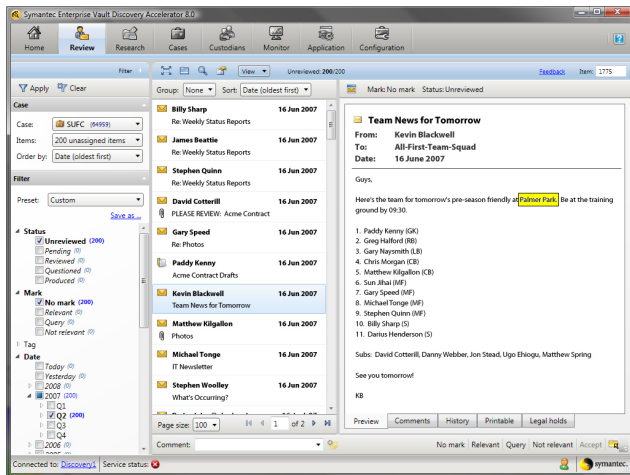 Symantec Enterprise Vault Discovery Accelerator 8.0
Home Review Research Cases Custodians Monitor Application Configuration
Filter
View Unreviewed: 200/200 Feedback Item: 1775
Apply Clear
Group: None Sort: Date (oldest first)
Mark: No mark Status: Unreviewed
Case
Case: SUFC (64959)
Items: 200 unassigned items
Order by: Date (oldest first)
Filter
Preset: Custom
Save as ...
Status
Unreviewed (200)
Pending (0)
Reviewed (0)
Questioned (0)
Produced (0)
Mark
No mark (200)
Relevant (0)
Query (0)
Not relevant (0)
Tag
Date
Today (0)
Yesterday (0)
2008 (0)
2007 (200)
Q1
Q2 (200)
Q3
Q4
2006 (0)
Billy Sharp 16 Jun 2007
Re: Weekly Status Reports
James Beattie 16 Jun 2007
Re: Weekly Status Reports
Stephen Quinn 16 Jun 2007
Re: Weekly Status Reports
David Cotterill 16 Jun 2007
PLEASE REVIEW: Acme Contract
Gary Speed 16 Jun 2007
Re: Photos
Paddy Kenny 16 Jun 2007
Acme Contract Drafts
Kevin Blackwell 16 Jun 2007
Team News for Tomorrow
Matthew Kilgallon 16 Jun 2007
Photos
Michael Tonge 16 Jun 2007
IT Newsletter
Stephen Woolley 16 Jun 2007
What's Occurring?
Page size: 100 1 of 2
Team News for Tomorrow
From: Kevin Blackwell
To: All-First-Team-Squad
Date: 16 June 2007
Guys,
Here's the team for tomorrow's pre-season friendly at Palmer Park. Be at the training
ground by 09:30.
1. Paddy Kenny (GK)
2. Greg Halford (RB)
3. Gary Naysmith (LB)
4. Chris Morgan (CB)
5. Matthew Kilgallon (CB)
6. Sun Jihai (MF)
7. Gary Speed (MF)
8. Michael Tonge (MF)
9. Stephen Quinn (MF)
10. Billy Sharp (S)
11. Darius Henderson (S)
Subs: David Cotterill, Danny Webber, Jon Stead, Ugo Ehiogu, Matthew Spring
See you tomorrow!
KB
Preview Comments History Printable Legal holds
Comment: No mark Relevant Query Not relevant Accept
Connected to: Discovery1 Service status: symantec.